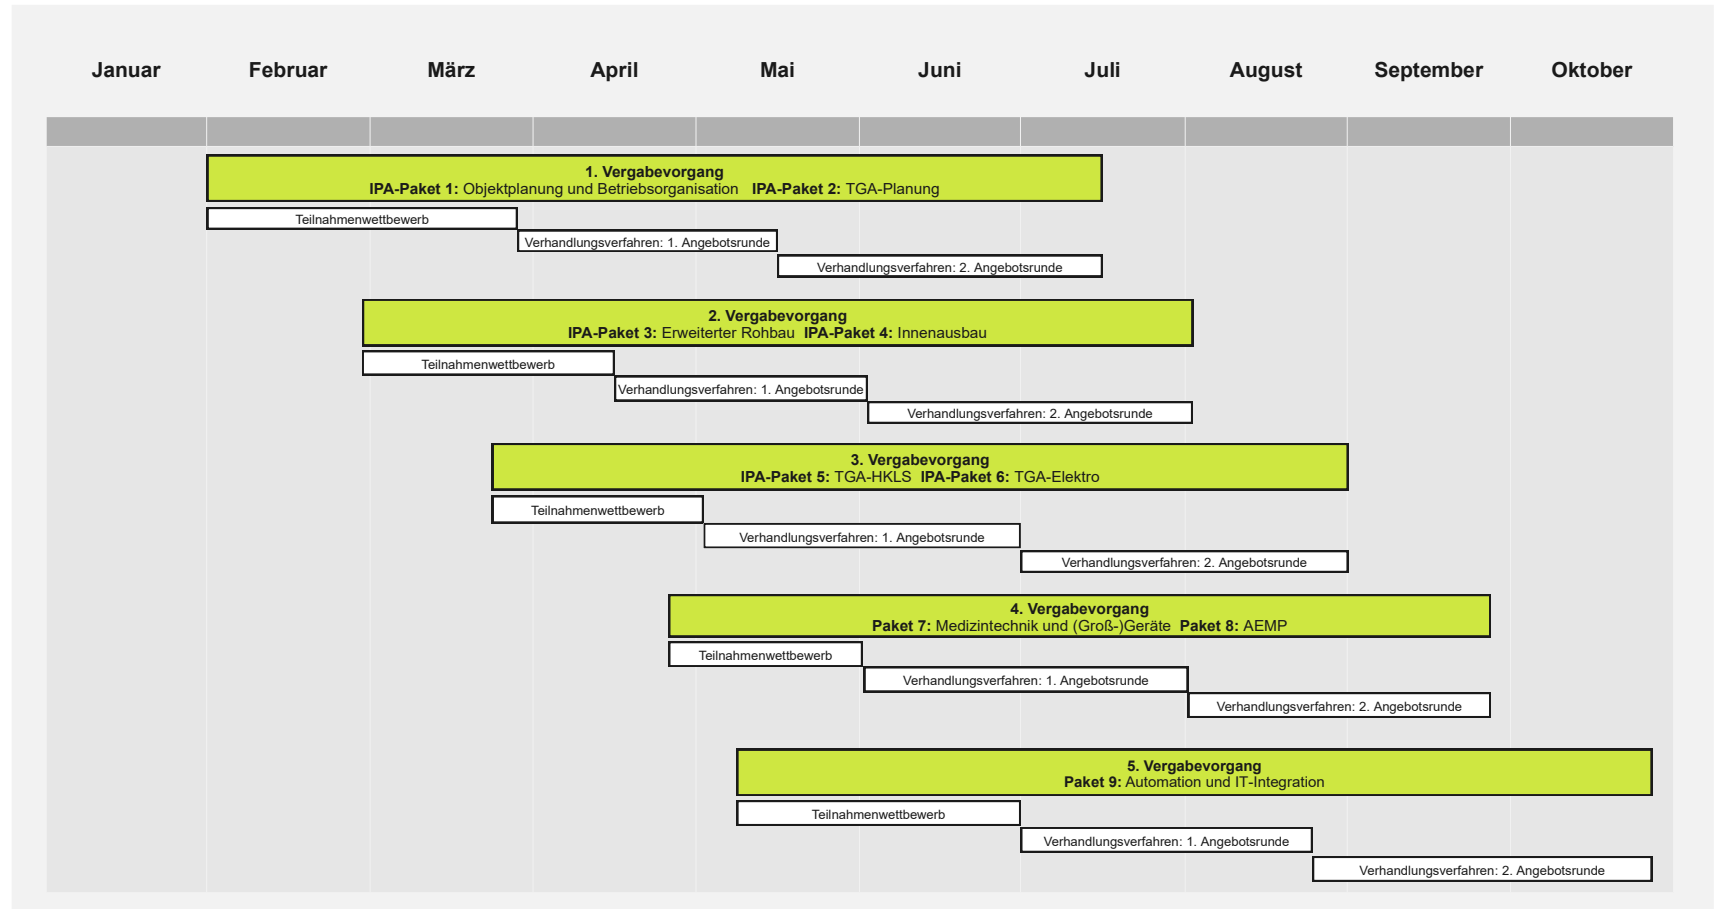 Januar Februar März April Mai Juni Juli August September Oktober
1. Vergabevorgang
IPA-Paket 1: Objektplanung und Betriebsorganisation IPA-Paket 2: TGA-Planung
Teilnahmenwettbewerb
Verhandlungsverfahren: 1. Angebotsrunde
Verhandlungsverfahren: 2. Angebotsrunde
2. Vergabevorgang
IPA-Paket 3: Erweiterter Rohbau IPA-Paket 4: Innenausbau
Teilnahmenwettbewerb
Verhandlungsverfahren: 1. Angebotsrunde
Verhandlungsverfahren: 2. Angebotsrunde
3. Vergabevorgang
IPA-Paket 5: TGA-HKLS IPA-Paket 6: TGA-Elektro
Teilnahmenwettbewerb
Verhandlungsverfahren: 1. Angebotsrunde
Verhandlungsverfahren: 2. Angebotsrunde
4. Vergabevorgang
Paket 7: Medizintechnik und (Groß-)Geräte Paket 8: AEMP
Teilnahmenwettbewerb
Verhandlungsverfahren: 1. Angebotsrunde
Verhandlungsverfahren: 2. Angebotsrunde
5. Vergabevorgang
Paket 9: Automation und IT-Integration
Teilnahmenwettbewerb
Verhandlungsverfahren: 1. Angebotsrunde
Verhandlungsverfahren: 2. Angebotsrunde